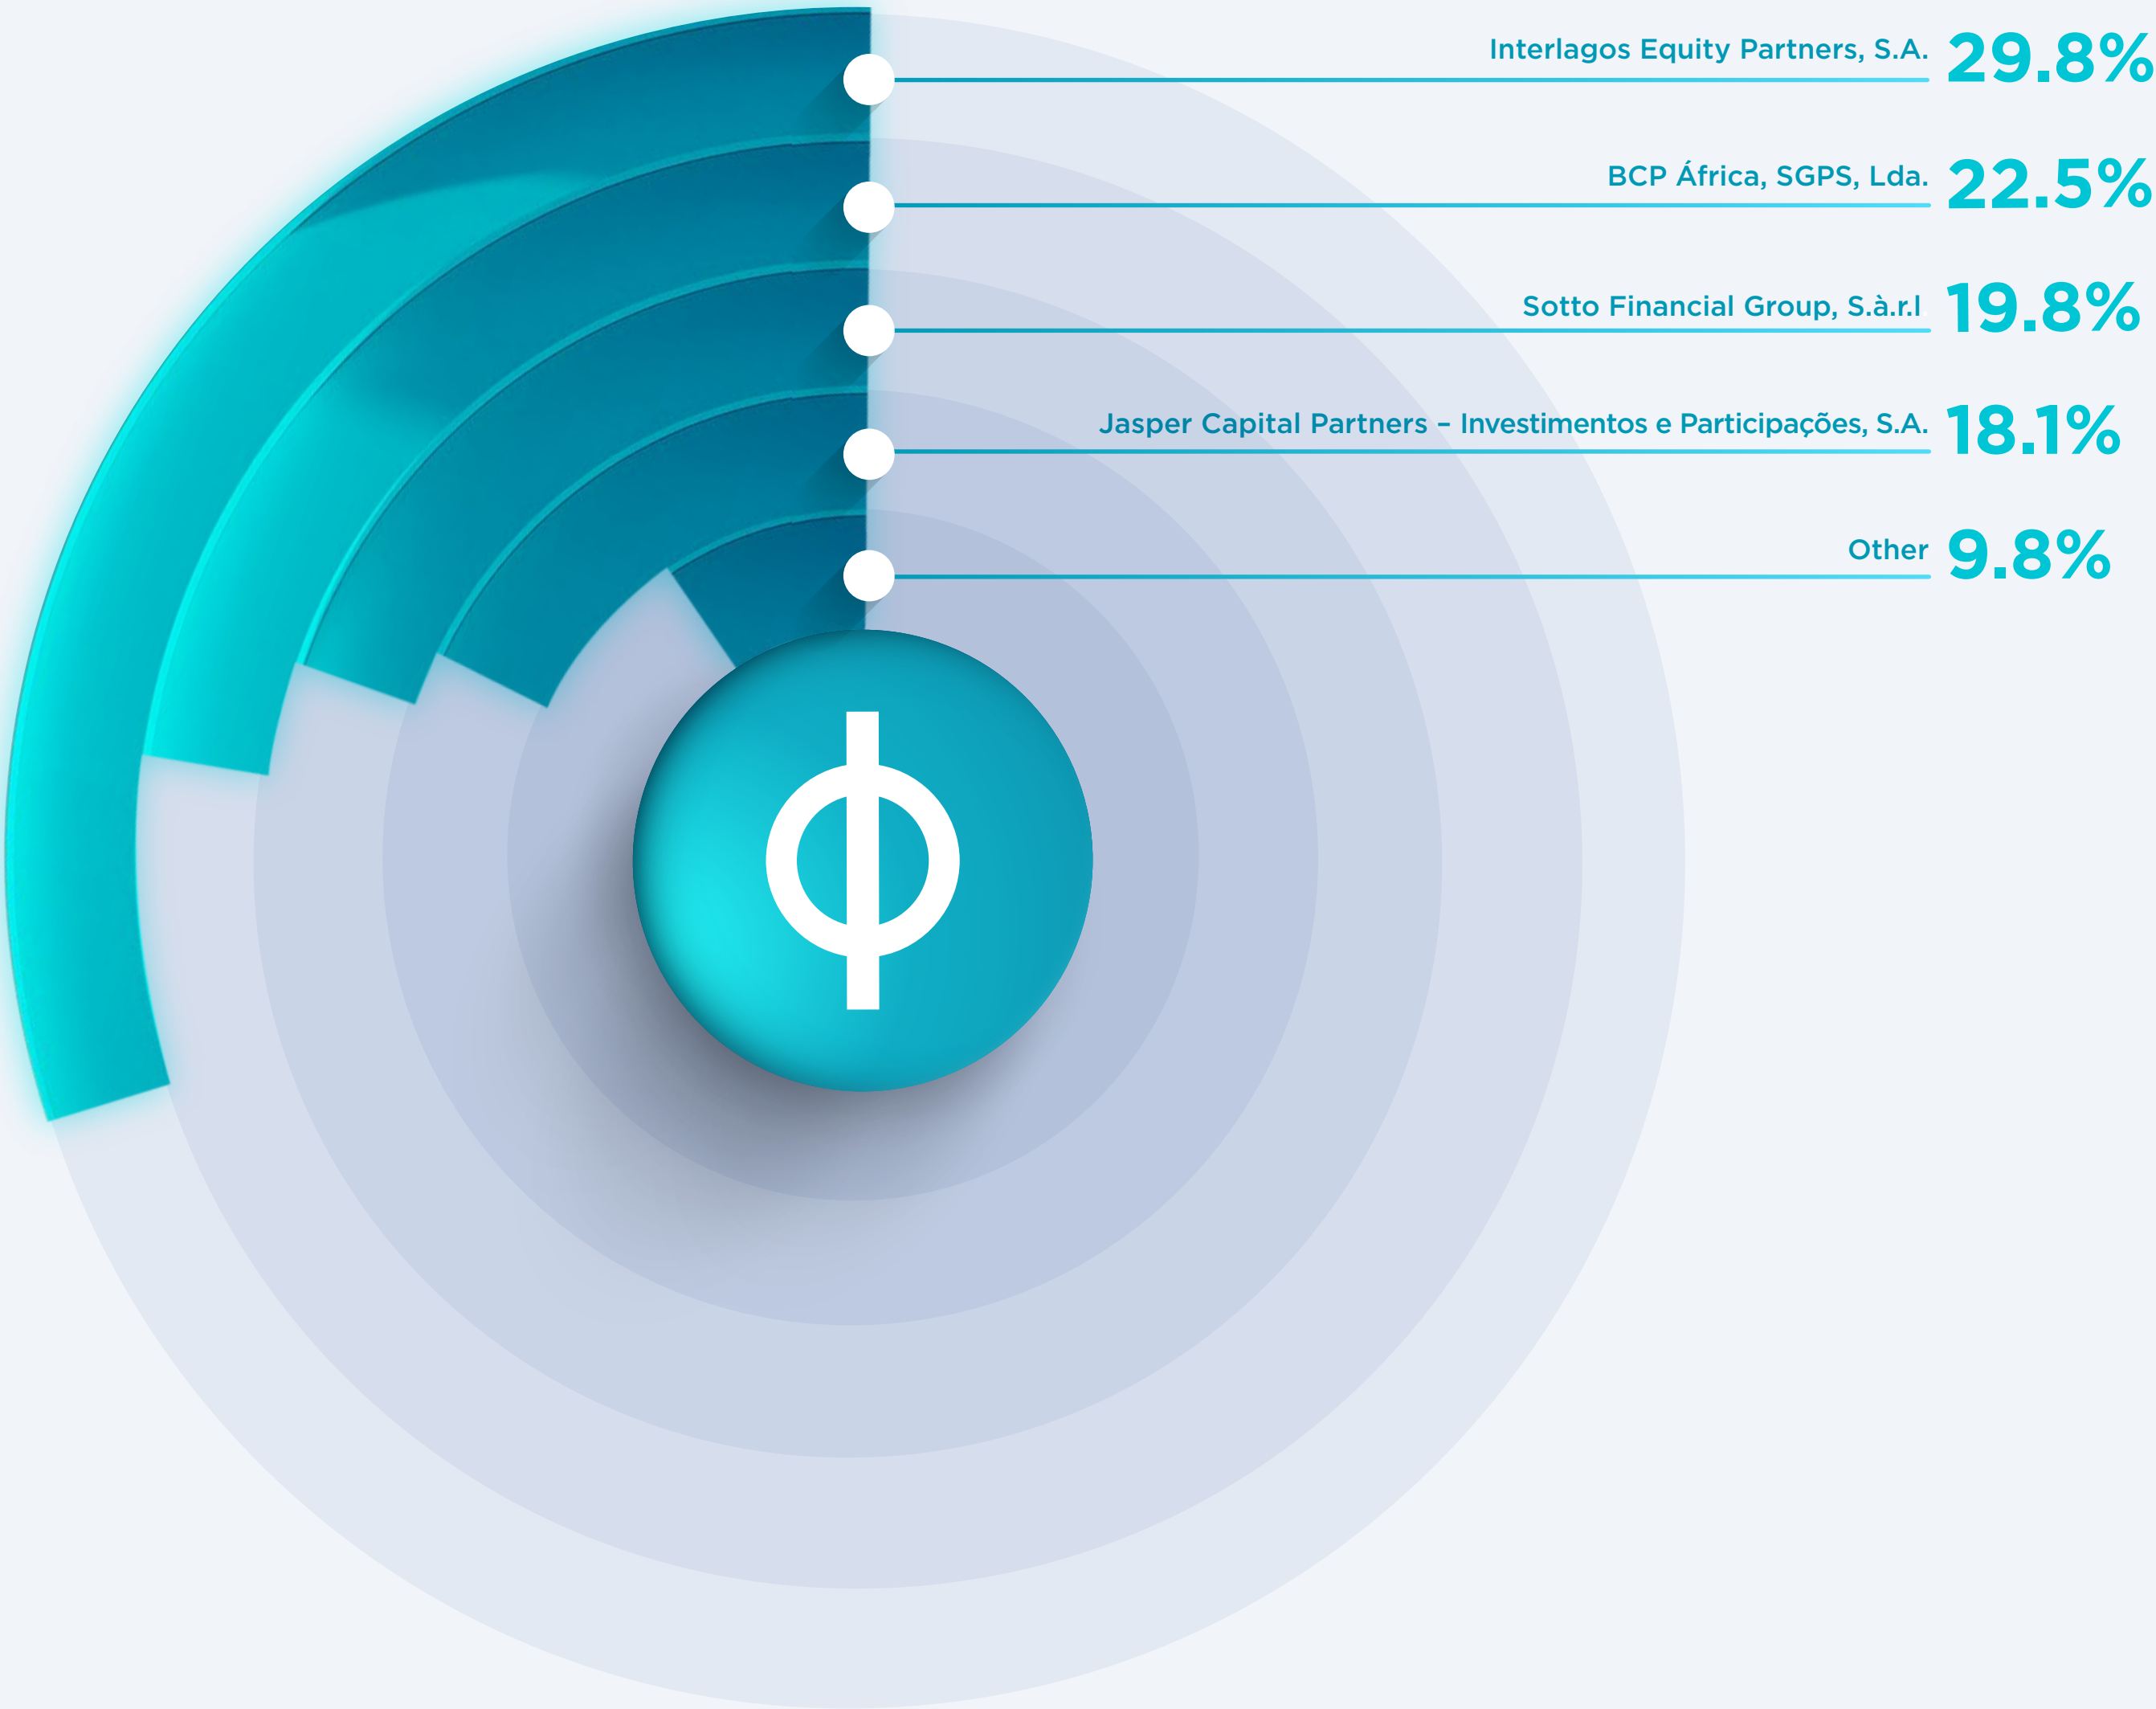 Interlagos Equity Partners, S.A. 29.8%
BCP África, SGPS, Lda. 22.5%
Sotto Financial Group, S.à.r.l. 19.8%
Jasper Capital Partners – Investimentos e Participações, S.A. 18.1%
Other 9.8%